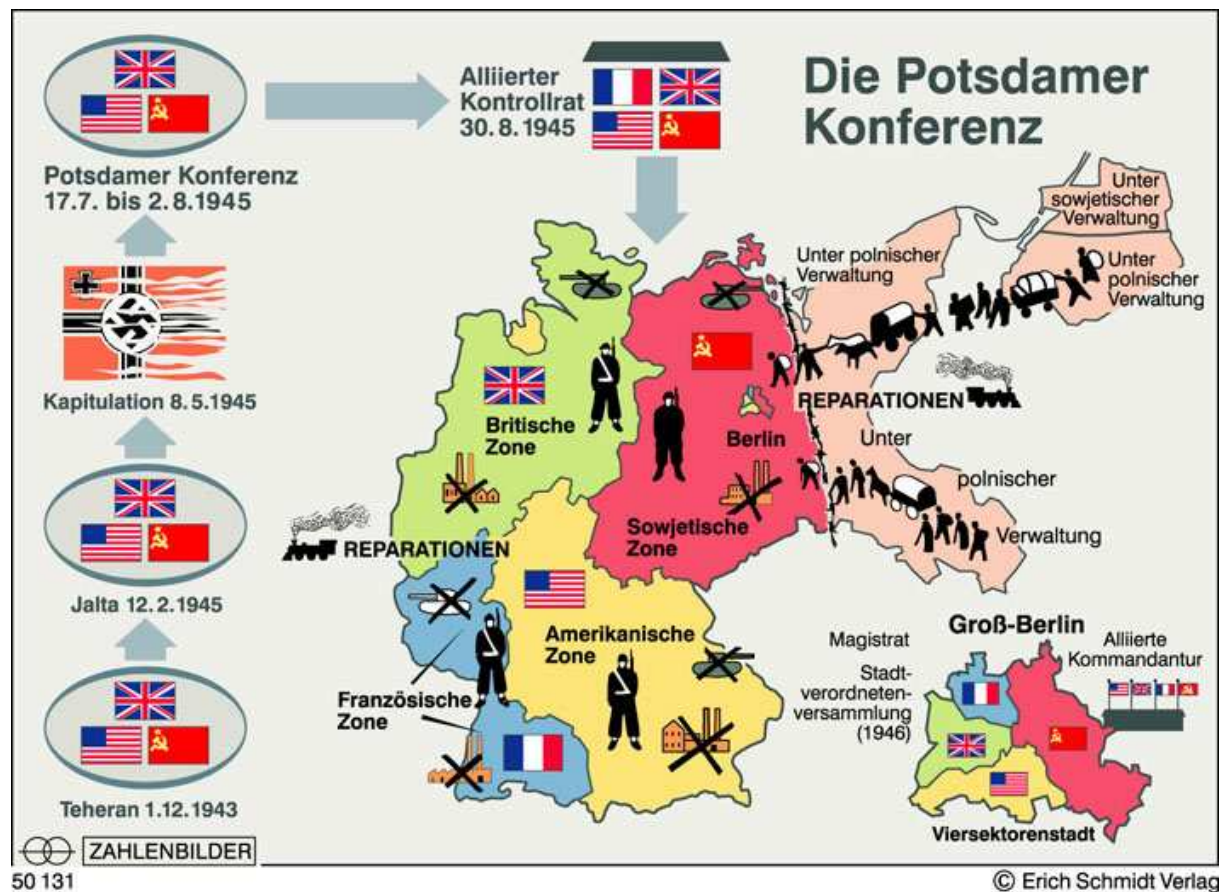 Die Potsdamer
Konferenz
Alliierter
Kontrollrat
30.8.1945
Potsdamer Konferenz
17.7. bis 2.8.1945
Kapitulation 8.5.1945
Jalta 12.2.1945
Teheran 1.12.1943
Unter
sowjetischer
Verwaltung
Unter polnischer
Verwaltung
Unter
polnischer
Verwaltung
REPARATIONEN
Unter
polnischer
Verwaltung
Britische
Zone
Berlin
Sowjetische
Zone
REPARATIONEN
Amerikanische
Zone
Französische
Zone
Groß-Berlin
Magistrat
Stadt-
verordneten-
versammlung
(1946)
Alliierte
Kommandantur
Viersektorenstadt
ZAHLENBILDER
50 131
© Erich Schmidt Verlag